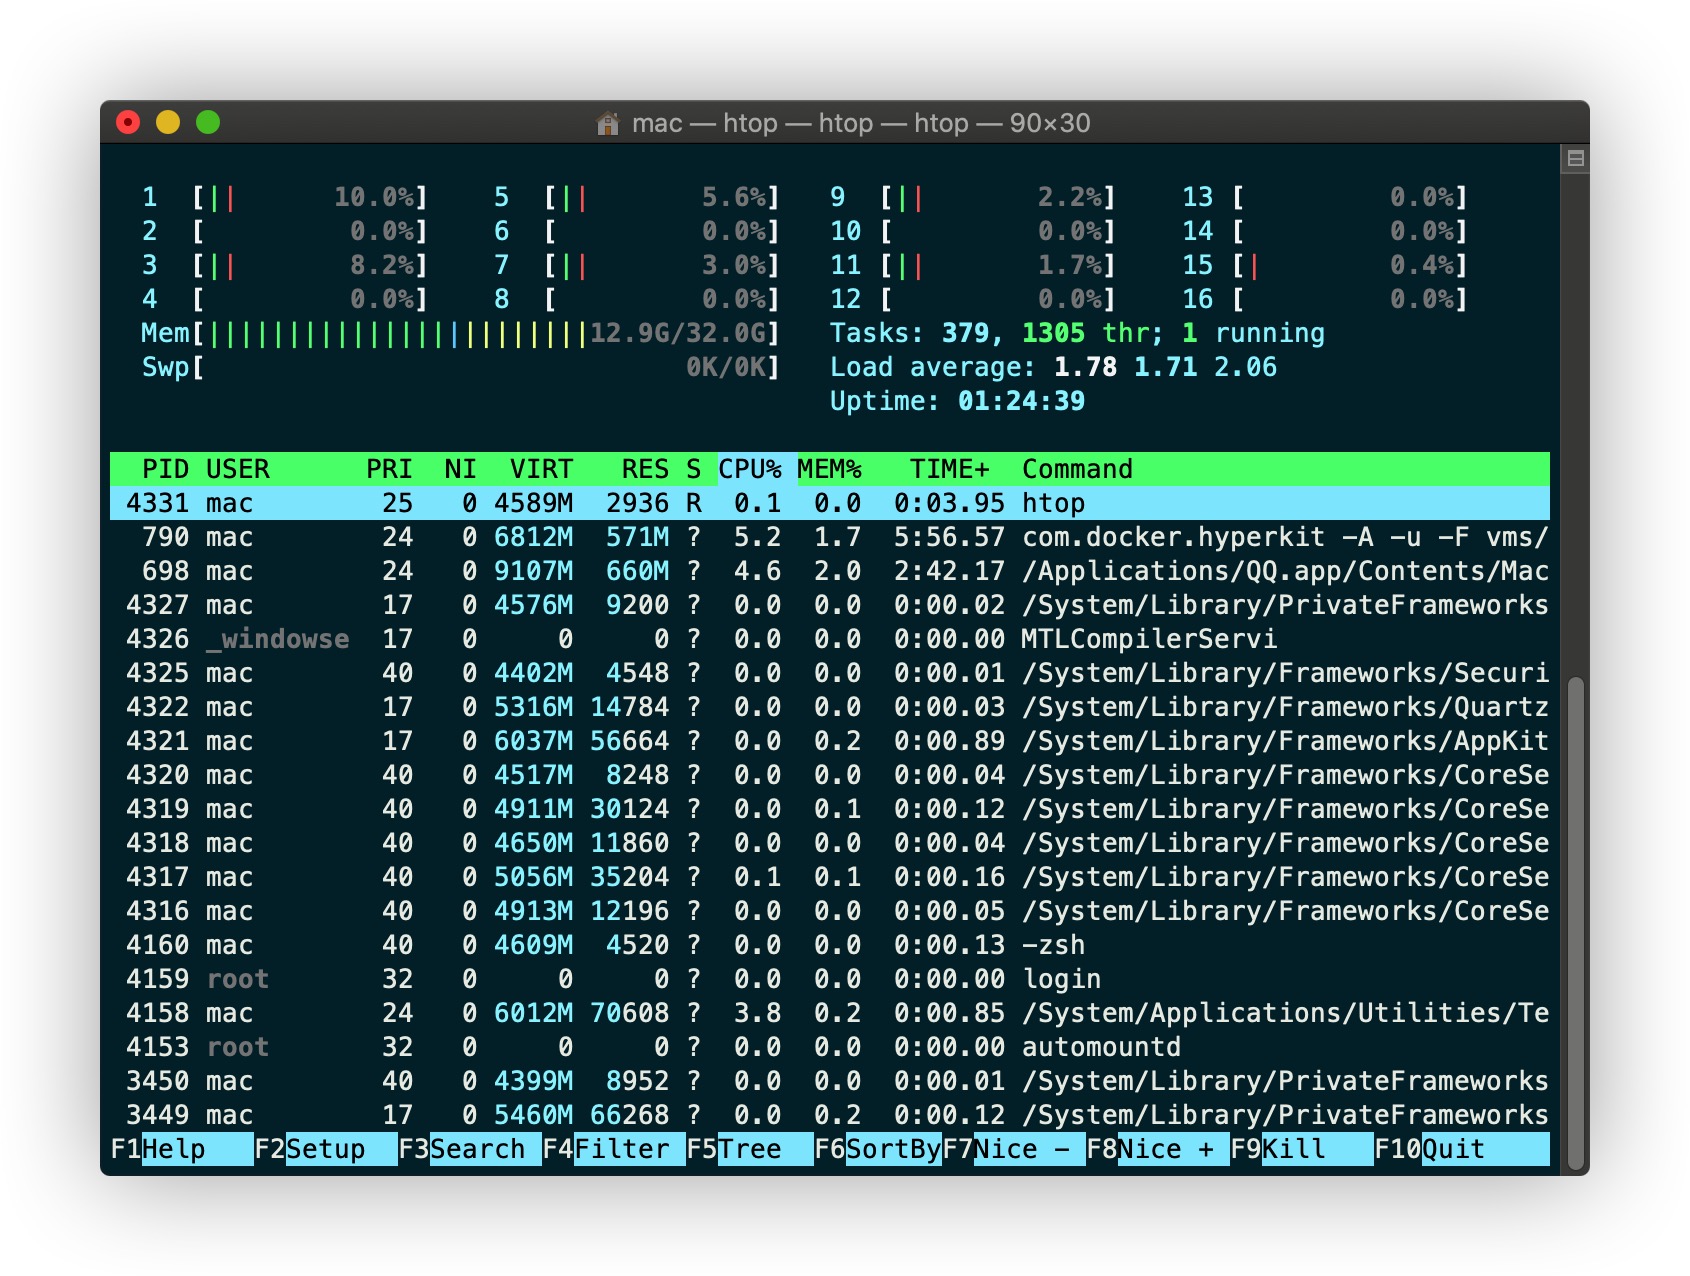 mac — htop — htop — htop — 90×30
1 [|| 10.0%] 5 [|| 5.6%] 9 [|| 2.2%] 13 [ 0.0%]
2 [ 0.0%] 6 [ 0.0%] 10 [ 0.0%] 14 [ 0.0%]
3 [|| 8.2%] 7 [|| 3.0%] 11 [|| 1.7%] 15 [| 0.4%]
4 [ 0.0%] 8 [ 0.0%] 12 [ 0.0%] 16 [ 0.0%]
Mem[||||||||||||||||||||||||12.9G/32.0G] Tasks: 379, 1305 thr; 1 running
Swp[ 0K/0K] Load average: 1.78 1.71 2.06
Uptime: 01:24:39
PID USER PRI NI VIRT RES S CPU% MEM% TIME+ Command
4331 mac 25 0 4589M 2936 R 0.1 0.0 0:03.95 htop
790 mac 24 0 6812M 571M ? 5.2 1.7 5:56.57 com.docker.hyperkit -A -u -F vms/
698 mac 24 0 9107M 660M ? 4.6 2.0 2:42.17 /Applications/QQ.app/Contents/Mac
4327 mac 17 0 4576M 9200 ? 0.0 0.0 0:00.02 /System/Library/PrivateFrameworks
4326 _windowse 17 0 0 0 ? 0.0 0.0 0:00.00 MTLCompilerServi
4325 mac 40 0 4402M 4548 ? 0.0 0.0 0:00.01 /System/Library/Frameworks/Securi
4322 mac 17 0 5316M 14784 ? 0.0 0.0 0:00.03 /System/Library/Frameworks/Quartz
4321 mac 17 0 6037M 56664 ? 0.0 0.2 0:00.89 /System/Library/Frameworks/AppKit
4320 mac 40 0 4517M 8248 ? 0.0 0.0 0:00.04 /System/Library/Frameworks/CoreSe
4319 mac 40 0 4911M 30124 ? 0.0 0.1 0:00.12 /System/Library/Frameworks/CoreSe
4318 mac 40 0 4650M 11860 ? 0.0 0.0 0:00.04 /System/Library/Frameworks/CoreSe
4317 mac 40 0 5056M 35204 ? 0.1 0.1 0:00.16 /System/Library/Frameworks/CoreSe
4316 mac 40 0 4913M 12196 ? 0.0 0.0 0:00.05 /System/Library/Frameworks/CoreSe
4160 mac 40 0 4609M 4520 ? 0.0 0.0 0:00.13 -zsh
4159 root 32 0 0 0 ? 0.0 0.0 0:00.00 login
4158 mac 24 0 6012M 70608 ? 3.8 0.2 0:00.85 /System/Applications/Utilities/Te
4153 root 32 0 0 0 ? 0.0 0.0 0:00.00 automountd
3450 mac 40 0 4399M 8952 ? 0.0 0.0 0:00.01 /System/Library/PrivateFrameworks
3449 mac 17 0 5460M 66268 ? 0.0 0.2 0:00.12 /System/Library/PrivateFrameworks
F1Help F2Setup F3Search F4Filter F5Tree F6SortByF7Nice - F8Nice + F9Kill F10Quit